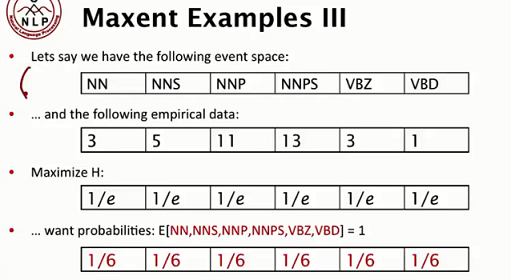 NLP
Maxent Examples III
• Lets say we have the following event space:
NN NNS NNP NNPS VBZ VBD
• … and the following empirical data:
3 5 11 13 3 1
• Maximize H:
1/e 1/e 1/e 1/e 1/e 1/e
• … want probabilities: E[NN,NNS,NNP,NNPS,VBZ,VBD] = 1
1/6 1/6 1/6 1/6 1/6 1/6